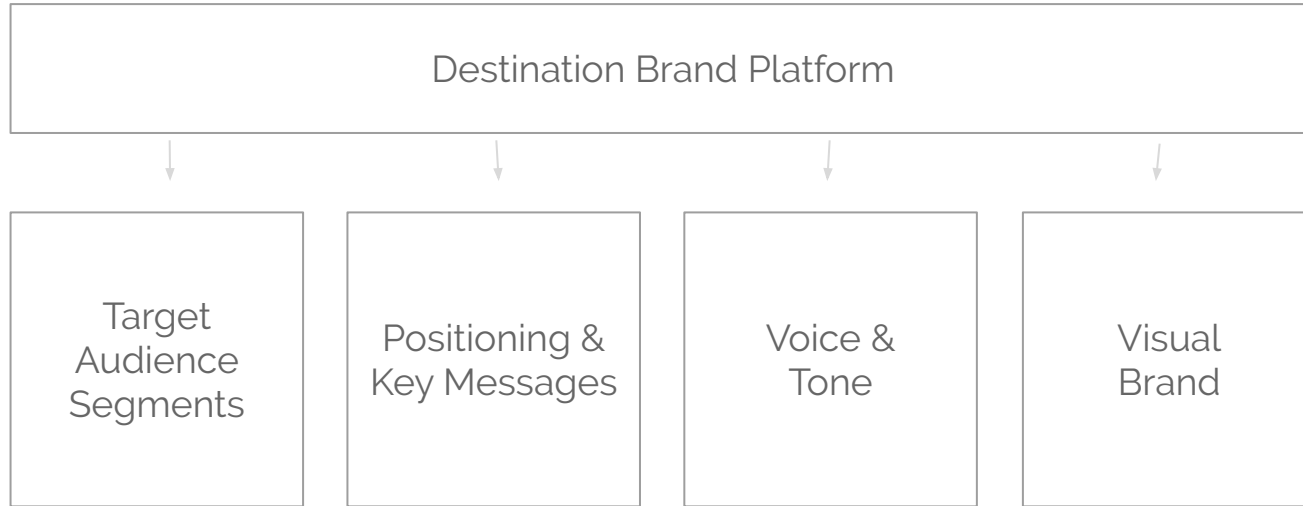 Destination Brand Platform
Target
Audience
Segments
Positioning &
Key Messages
Voice &
Tone
Visual
Brand